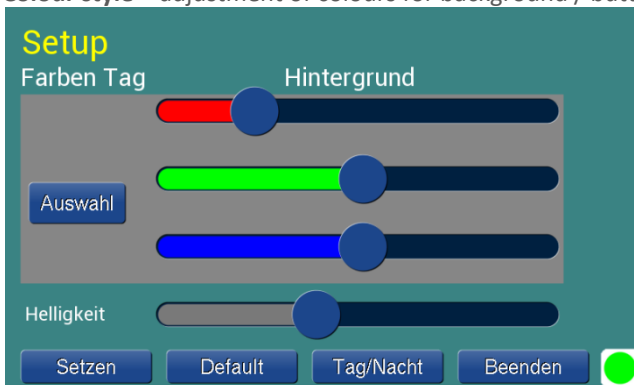 Setup
Farben Tag Hintergrund
Auswahl
Helligkeit
Setzen Default Tag/Nacht Beenden